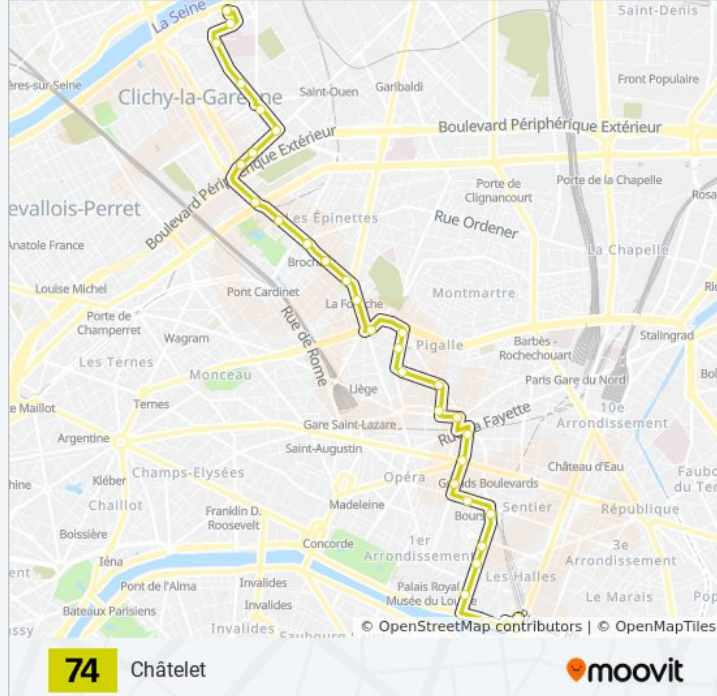 La Seine
Saint-Denis
Clichy-la-Garenne
Saint-Ouen
Garibaldi
Front Populaire
Boulevard Périphérique Extérieur
Boulevard Périphérique Extérieur
Porte de
Clignancourt
Porte de la Chapelle
evallois-Perret
Les Épinettes
Rue Ordener
Anatole France
La Chapelle
Louise Michel
Pont Cardinet
La Fourche
Montmartre
Porte de
Champerret
Wagram
Rue de Rome
Pigalle
Barbès -
Rochechouart
Stalingrad
Les Ternes
Monceau
Liège
Paris Gare du Nord
e Maillot
Ternes
Rue La Fayette
10e
Arrondissement
Argentine
Gare Saint-Lazare
Saint-Augustin
Château d'Eau
Champs-Elysées
Opéra
Grands Boulevards
Kléber
Chaillot
Madeleine
Sentier
République
Franklin D.
Roosevelt
Bourse
Boissière
Concorde
1er
Arrondissement
3e
Arrondissement
Iéna
Les Halles
Pont de l'Alma
Invalides
Palais Royal
Musée du Louvre
Le Marais
Bateaux Parisiens
Invalides
Invalides
Faubourg
© OpenStreetMap contributors | © OpenMapTiles
74
Châtelet
moovit